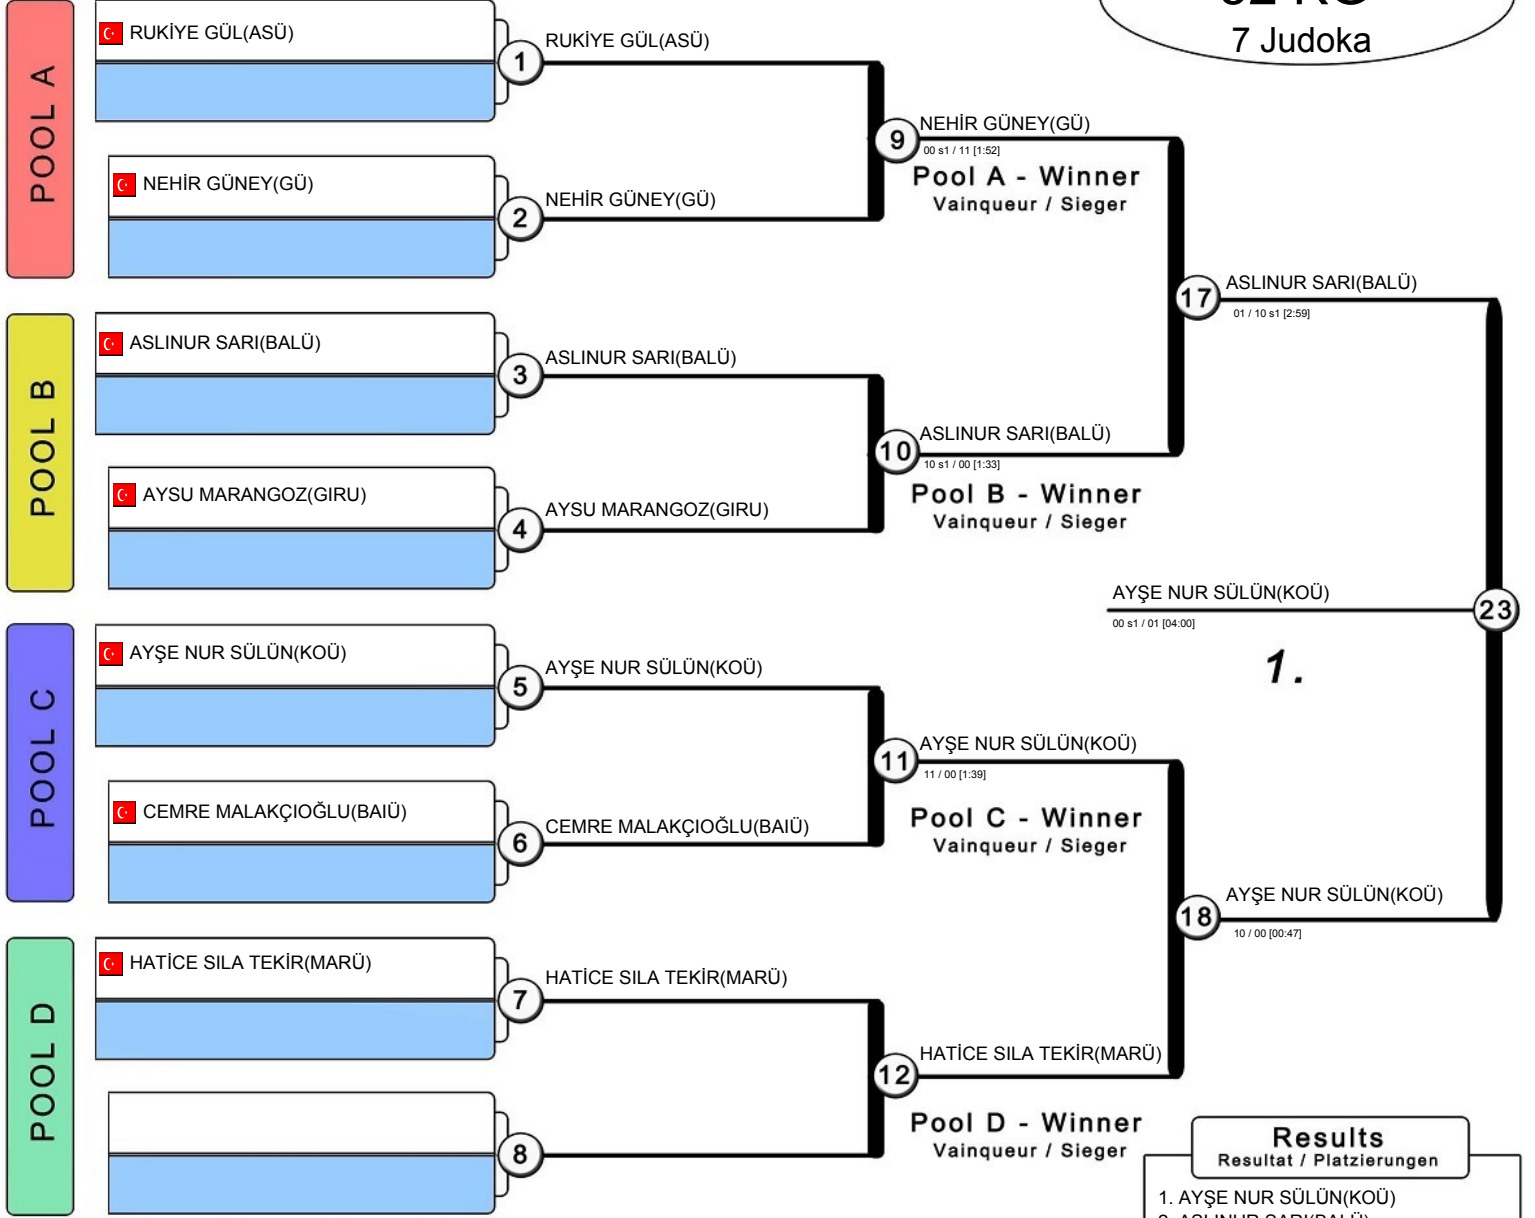 7 Judoka
POOL A
RUKİYE GÜL(ASÜ)
1
RUKİYE GÜL(ASÜ)
NEHİR GÜNEY(GÜ)
2
NEHİR GÜNEY(GÜ)
9
NEHİR GÜNEY(GÜ)
00 s1 / 11 [1:52]
Pool A - Winner
Vainqueur / Sieger
POOL B
ASLINUR SARI(BALÜ)
3
ASLINUR SARI(BALÜ)
AYSU MARANGOZ(GIRU)
4
AYSU MARANGOZ(GIRU)
10
ASLINUR SARI(BALÜ)
10 s1 / 00 [1:33]
Pool B - Winner
Vainqueur / Sieger
17
ASLINUR SARI(BALÜ)
01 / 10 s1 [2:59]
POOL C
AYŞE NUR SÜLÜN(KOÜ)
5
AYŞE NUR SÜLÜN(KOÜ)
CEMRE MALAKÇIOĞLU(BAIÜ)
6
CEMRE MALAKÇIOĞLU(BAIÜ)
11
AYŞE NUR SÜLÜN(KOÜ)
11 / 00 [1:39]
Pool C - Winner
Vainqueur / Sieger
POOL D
HATİCE SILA TEKİR(MARÜ)
7
HATİCE SILA TEKİR(MARÜ)
8
12
HATİCE SILA TEKİR(MARÜ)
Pool D - Winner
Vainqueur / Sieger
18
AYŞE NUR SÜLÜN(KOÜ)
10 / 00 [00:47]
AYŞE NUR SÜLÜN(KOÜ)
23
00 s1 / 01 [04:00]
1.
Results
Resultat / Platzierungen
1. AYŞE NUR SÜLÜN(KOÜ)
2. ASLINUR SARI(BALÜ)